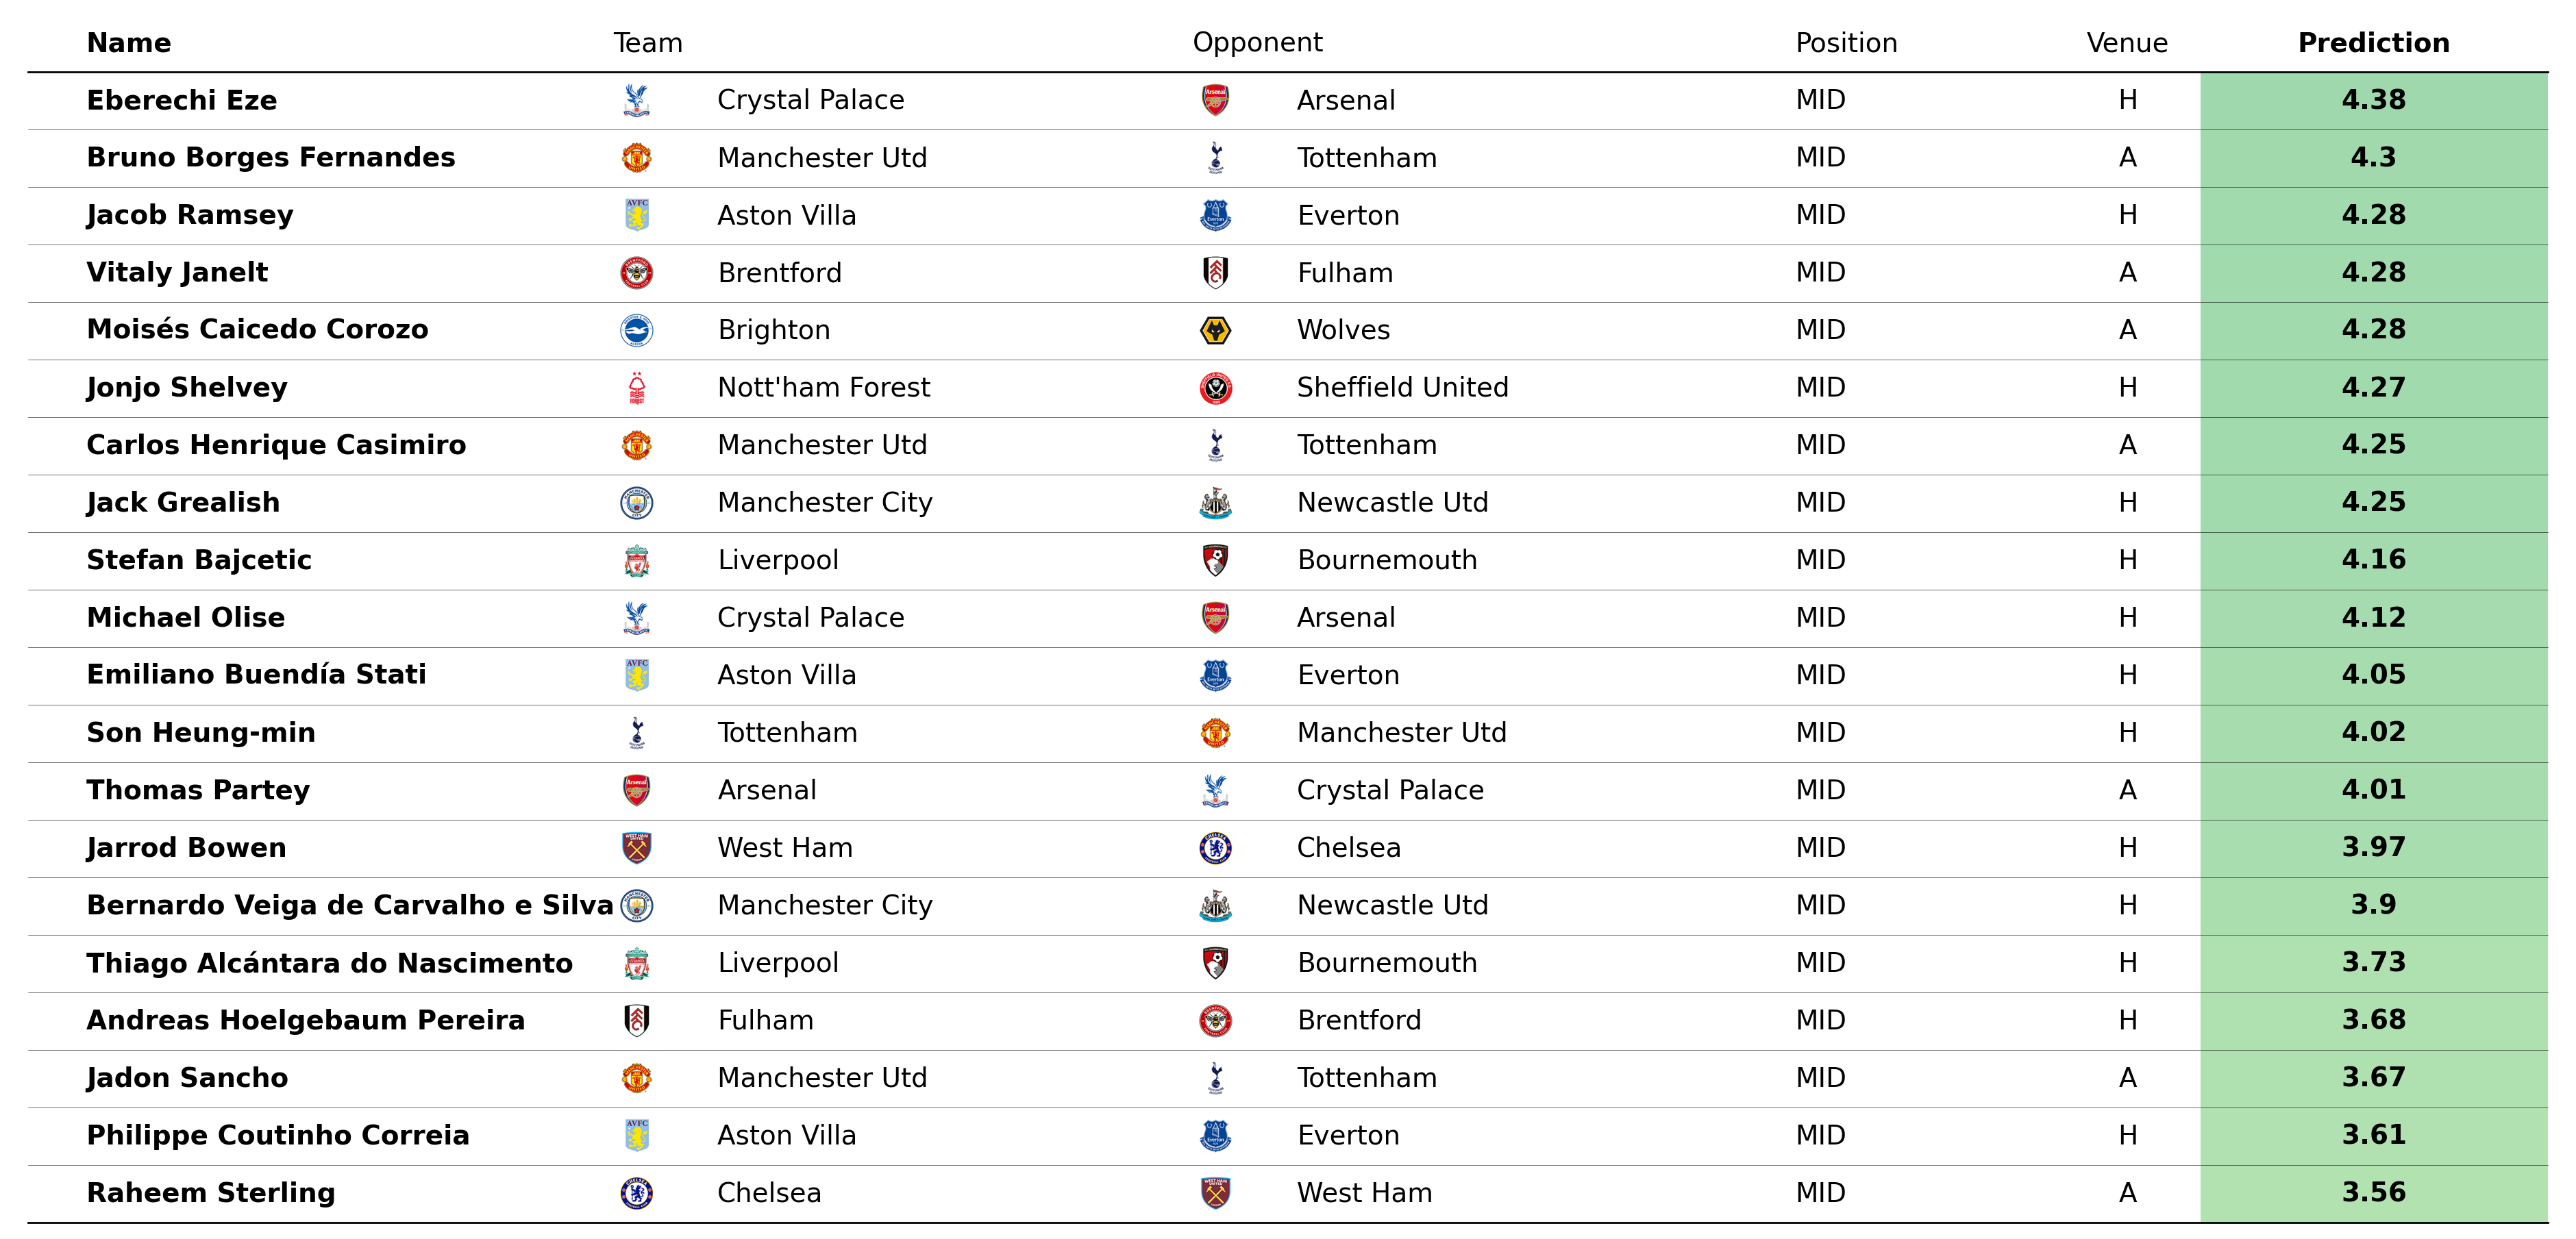 Name Team Opponent Position Venue Prediction
Eberechi Eze Crystal Palace Arsenal MID H 4.38
Bruno Borges Fernandes Manchester Utd Tottenham MID A 4.3
Jacob Ramsey Aston Villa Everton MID H 4.28
Vitaly Janelt Brentford Fulham MID A 4.28
Moisés Caicedo Corozo Brighton Wolves MID A 4.28
Jonjo Shelvey Nott'ham Forest Sheffield United MID H 4.27
Carlos Henrique Casimiro Manchester Utd Tottenham MID A 4.25
Jack Grealish Manchester City Newcastle Utd MID H 4.25
Stefan Bajcetic Liverpool Bournemouth MID H 4.16
Michael Olise Crystal Palace Arsenal MID H 4.12
Emiliano Buendía Stati Aston Villa Everton MID H 4.05
Son Heung-min Tottenham Manchester Utd MID H 4.02
Thomas Partey Arsenal Crystal Palace MID A 4.01
Jarrod Bowen West Ham Chelsea MID H 3.97
Bernardo Veiga de Carvalho e Silva Manchester City Newcastle Utd MID H 3.9
Thiago Alcántara do Nascimento Liverpool Bournemouth MID H 3.73
Andreas Hoelgebaum Pereira Fulham Brentford MID H 3.68
Jadon Sancho Manchester Utd Tottenham MID A 3.67
Philippe Coutinho Correia Aston Villa Everton MID H 3.61
Raheem Sterling Chelsea West Ham MID A 3.56